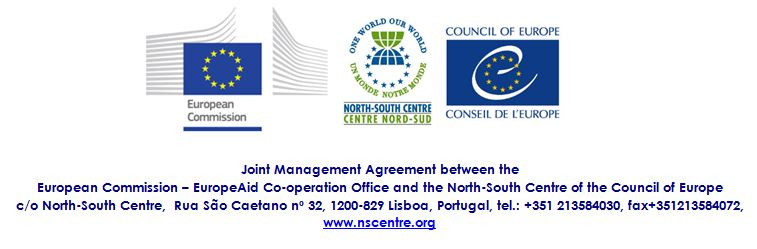 COUNCIL OF EUROPE
ONE WORLD OUR WORLD
UN MONDE NOTRE MONDE
European
Commission
NORTH-SOUTH CENTRE
CENTRE NORD-SUD
CONSEIL DE L'EUROPE
Joint Management Agreement between the
European Commission – EuropeAid Co-operation Office and the North-South Centre of the Council of Europe
c/o North-South Centre, Rua São Caetano nº 32, 1200-829 Lisboa, Portugal, tel.: +351 213584030, fax+351213584072,
www.nscentre.org